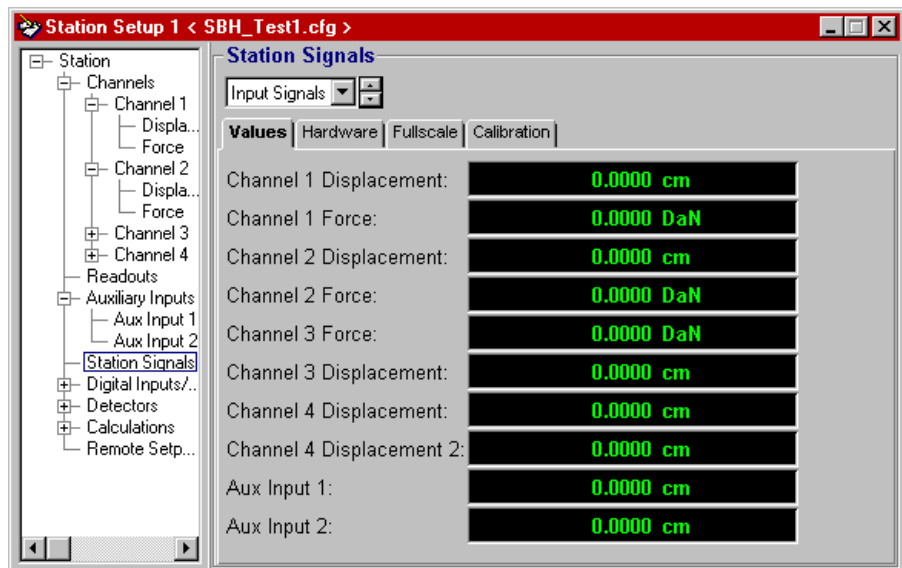 Station Setup 1 < SBH_Test1.cfg >
Station
Channels
Channel 1
Displa...
Force
Channel 2
Displa...
Force
Channel 3
Channel 4
Readouts
Auxiliary Inputs
Aux Input 1
Aux Input 2
Station Signals
Digital Inputs/..
Detectors
Calculations
Remote Setp...
Station Signals
Input Signals
Values Hardware Fullscale Calibration
Channel 1 Displacement: 0.0000 cm
Channel 1 Force: 0.0000 DaN
Channel 2 Displacement: 0.0000 cm
Channel 2 Force: 0.0000 DaN
Channel 3 Force: 0.0000 DaN
Channel 3 Displacement: 0.0000 cm
Channel 4 Displacement: 0.0000 cm
Channel 4 Displacement 2: 0.0000 cm
Aux Input 1: 0.0000 cm
Aux Input 2: 0.0000 cm